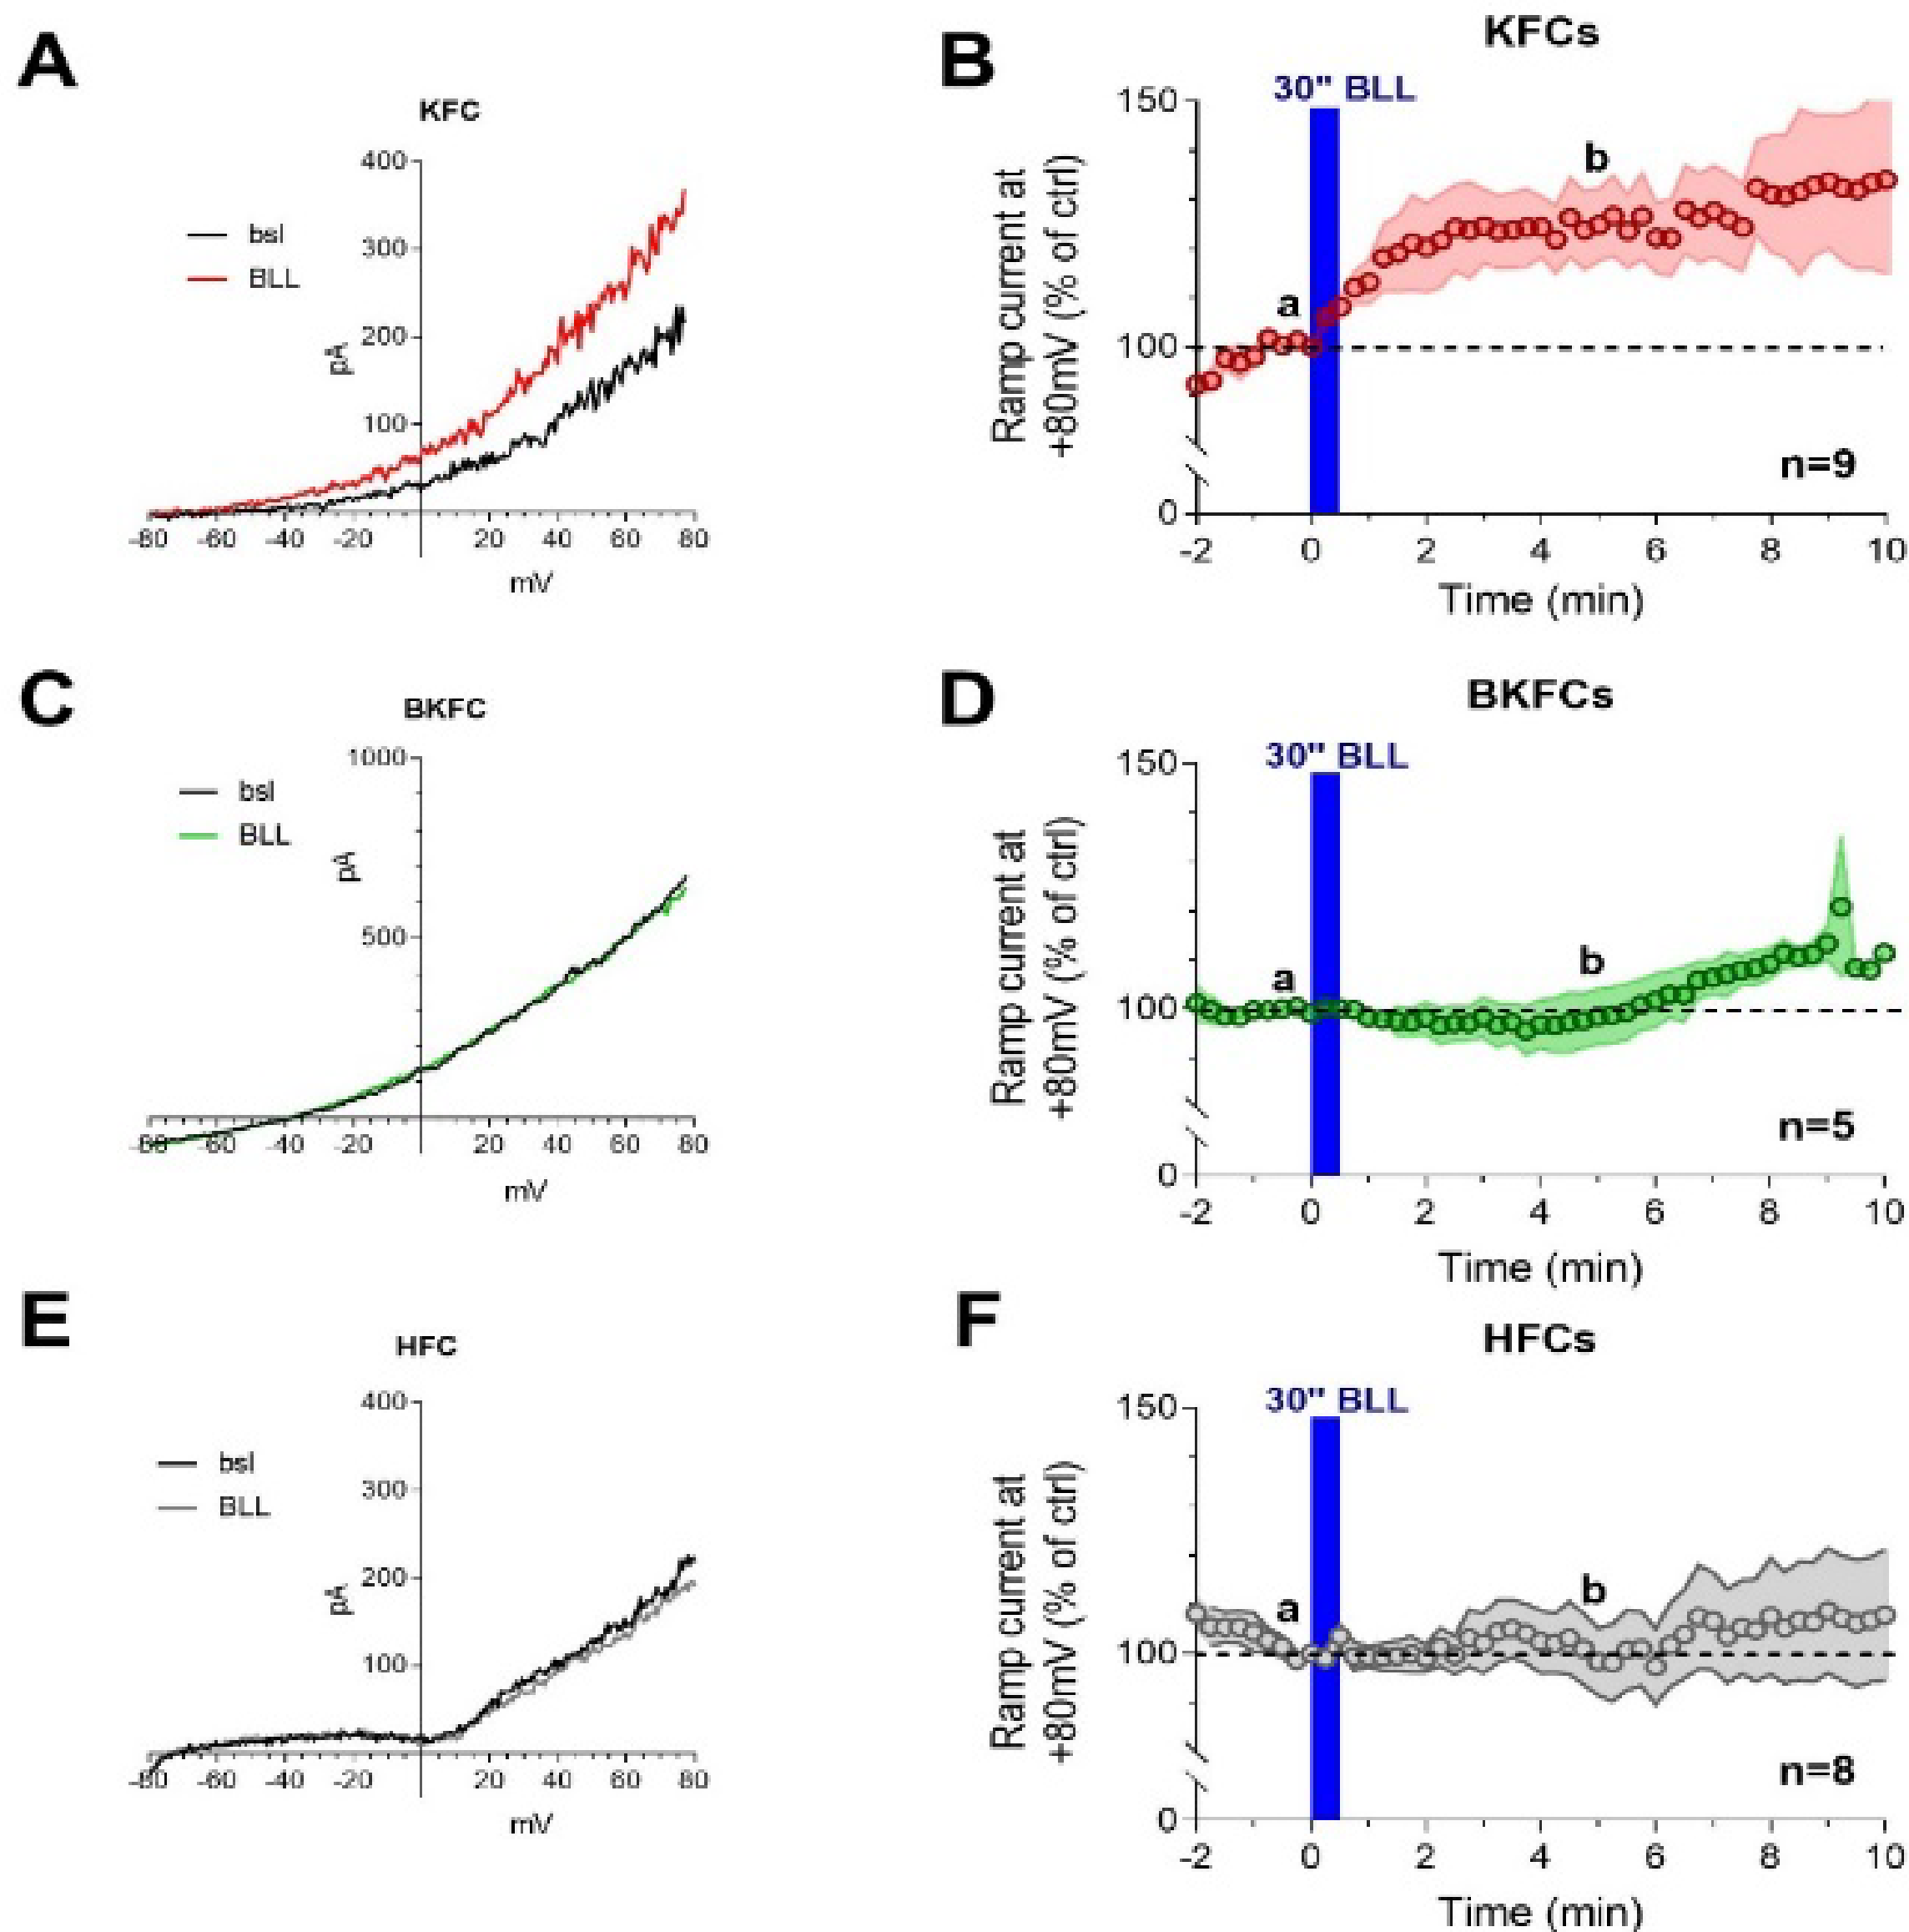 A
KFC
400
300
200
100
pA
bsl
BLL
-80 -60 -40 -20 20 40 60 80
mV
B
KFCs
30" BLL
150
100
0
Ramp current at
+80mV (% of ctrl)
a
b
n=9
-2 0 2 4 6 8 10
Time (min)
C
BKFC
1000
500
pA
bsl
BLL
-80 -60 -40 -20 20 40 60 80
mV
D
BKFCs
30" BLL
150
100
0
Ramp current at
+80mV (% of ctrl)
a
b
n=5
-2 0 2 4 6 8 10
Time (min)
E
HFC
400
300
200
100
pA
bsl
BLL
-80 -60 -40 -20 20 40 60 80
mV
F
HFCs
30" BLL
150
100
0
Ramp current at
+80mV (% of ctrl)
a
b
n=8
-2 0 2 4 6 8 10
Time (min)